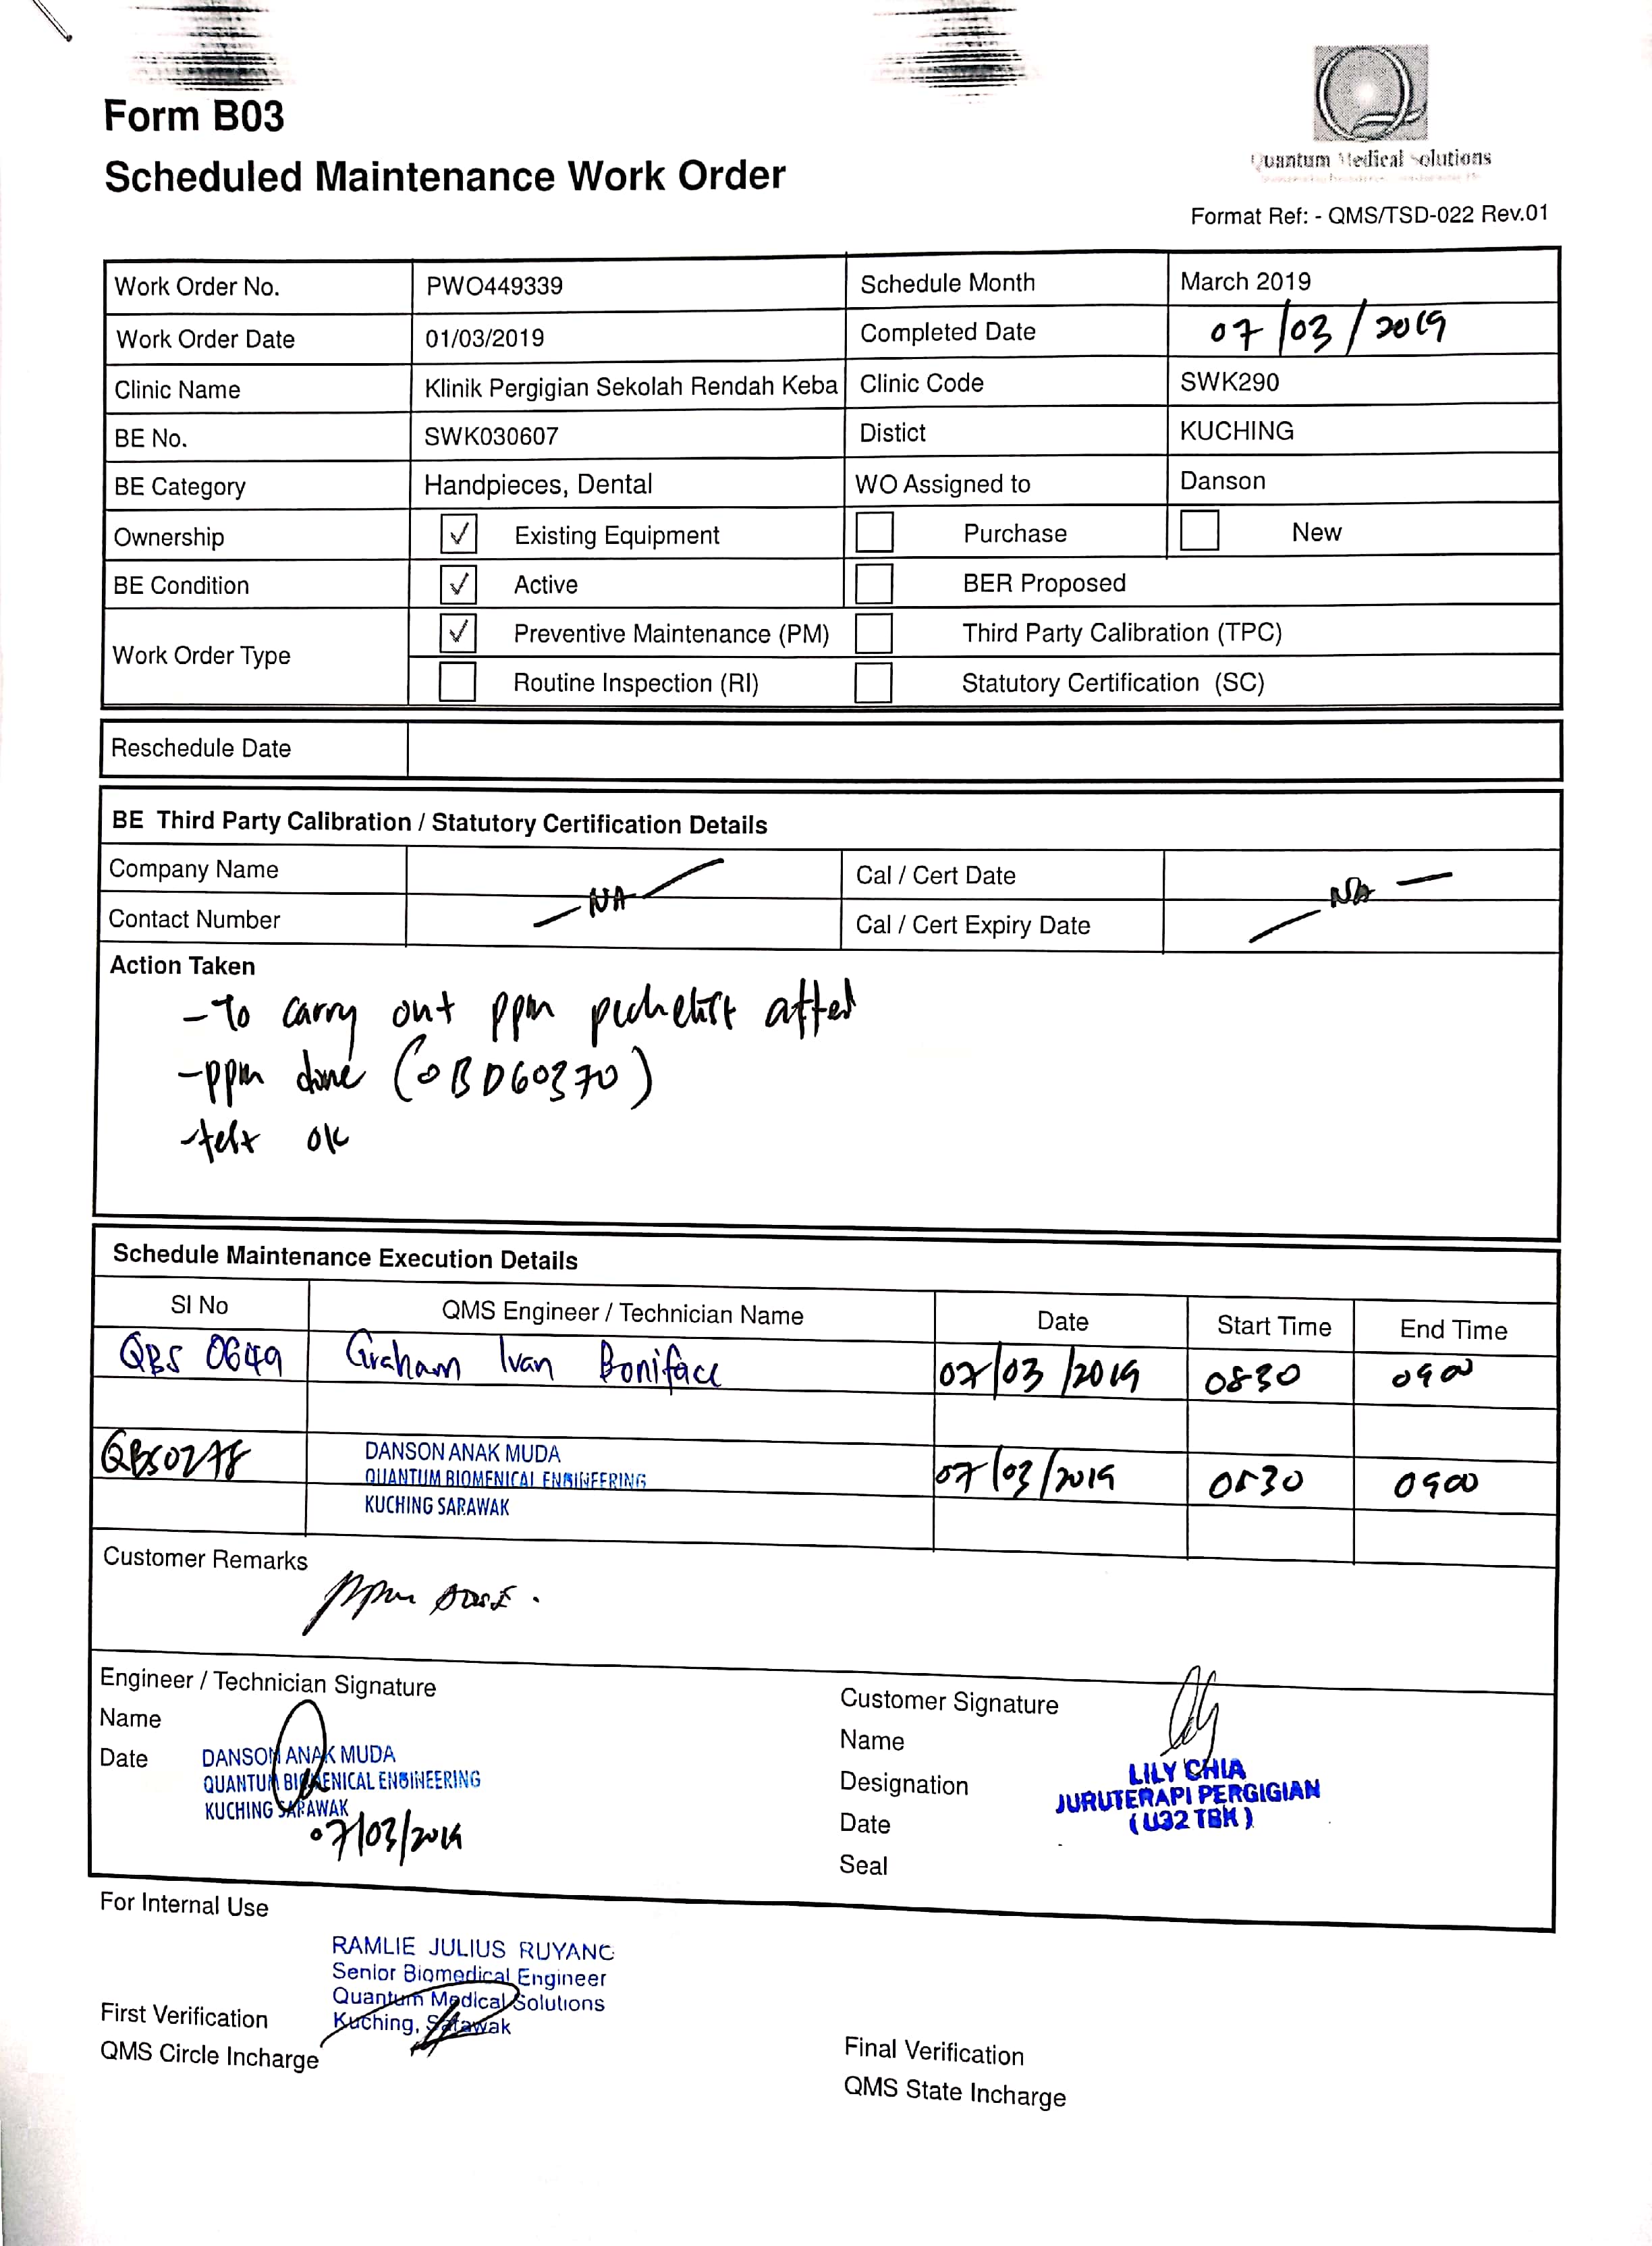 Form B03
Scheduled Maintenance Work Order
Quantum Medical Solutions
Format Ref: - QMS/TSD-022 Rev.01
Work Order No. PWO449339 Schedule Month March 2019
Work Order Date 01/03/2019 Completed Date 07/03/2019
Clinic Name Klinik Pergigian Sekolah Rendah Keba Clinic Code SWK290
BE No. SWK030607 Distict KUCHING
BE Category Handpieces, Dental WO Assigned to Danson
Ownership ✓ Existing Equipment Purchase New
BE Condition ✓ Active BER Proposed
Work Order Type ✓ Preventive Maintenance (PM) Third Party Calibration (TPC)
Routine Inspection (RI) Statutory Certification (SC)
Reschedule Date
BE Third Party Calibration / Statutory Certification Details
Company Name Cal / Cert Date
- NA - - NA -
Contact Number Cal / Cert Expiry Date
Action Taken
- To carry out ppm
- ppm done (OBD60370)
- test ok
Schedule Maintenance Execution Details
SI No QMS Engineer / Technician Name Date Start Time End Time
QBS 0649 Graham Ivan Boniface 07/03/2019 0830 0900
QBS0278 DANSON ANAK MUDA 07/03/2019 0830 0900
QUANTUM BIOMENICAL ENGINEERING
KUCHING SARAWAK
Customer Remarks
ppm DONE.
Engineer / Technician Signature Customer Signature
Name Name
Date DANSON ANAK MUDA
QUANTUM BIOMENICAL ENGINEERING
KUCHING SARAWAK
07/03/2019
LILY CHIA
Designation JURUTERAPI PERGIGIAN
Date (U32 TBK)
Seal
For Internal Use
RAMLIE JULIUS RUYANG
Senior Biomedical Engineer
Quantum Medical Solutions
Kuching, Sarawak
First Verification
QMS Circle Incharge
Final Verification
QMS State Incharge